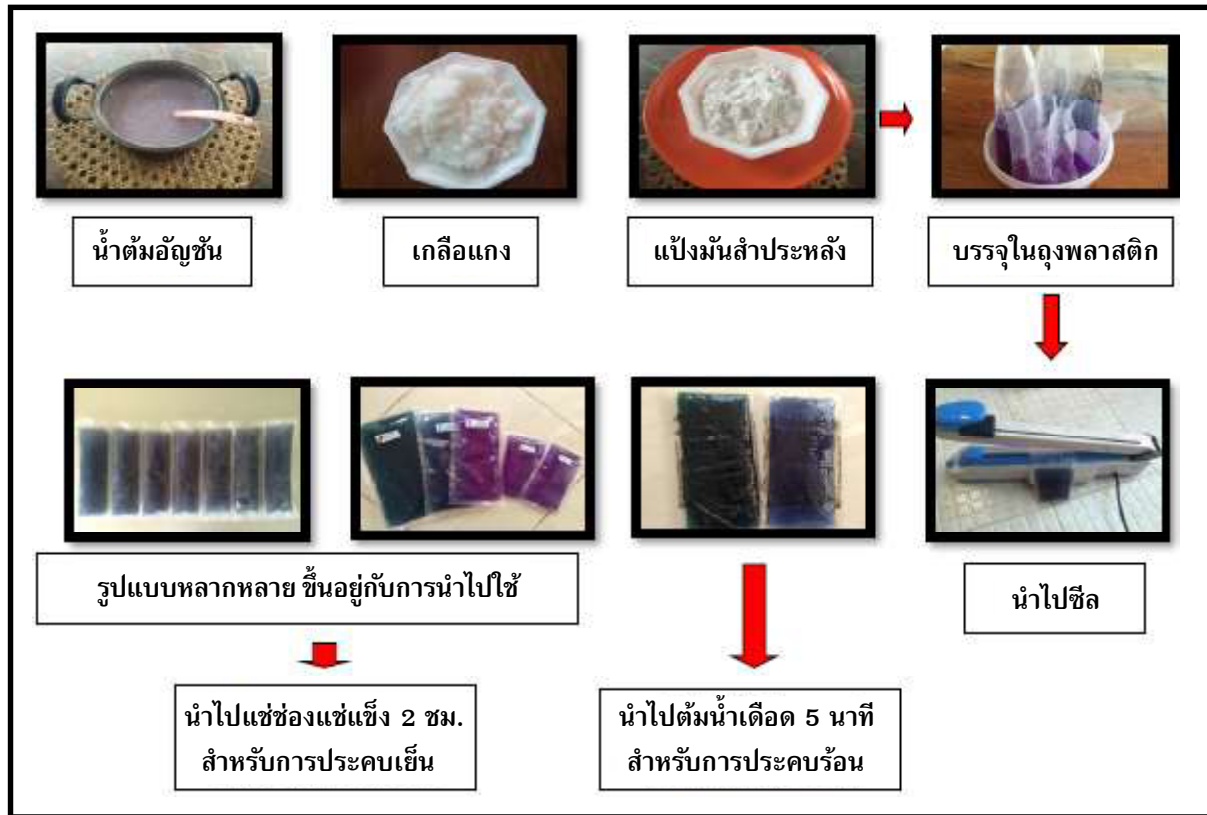 น้ำต้มอัญชัน
เกลือแกง
แป้งมันสำประหลัง
บรรจุในถุงพลาสติก
รูปแบบหลากหลาย ขึ้นอยู่กับการนำไปใช้
นำไปซีล
นำไปแช่ช่องแช่แข็ง 2 ชม.
สำหรับการประคบเย็น
นำไปต้มน้ำเดือด 5 นาที
สำหรับการประคบร้อน